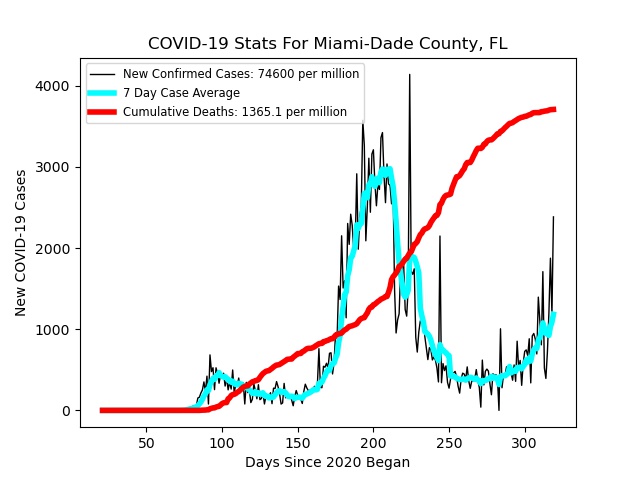 COVID-19 Stats For Miami-Dade County, FL
New Confirmed Cases: 74600 per million
7 Day Case Average
Cumulative Deaths: 1365.1 per million
New COVID-19 Cases
4000
3000
2000
1000
0
50 100 150 200 250 300
Days Since 2020 Began